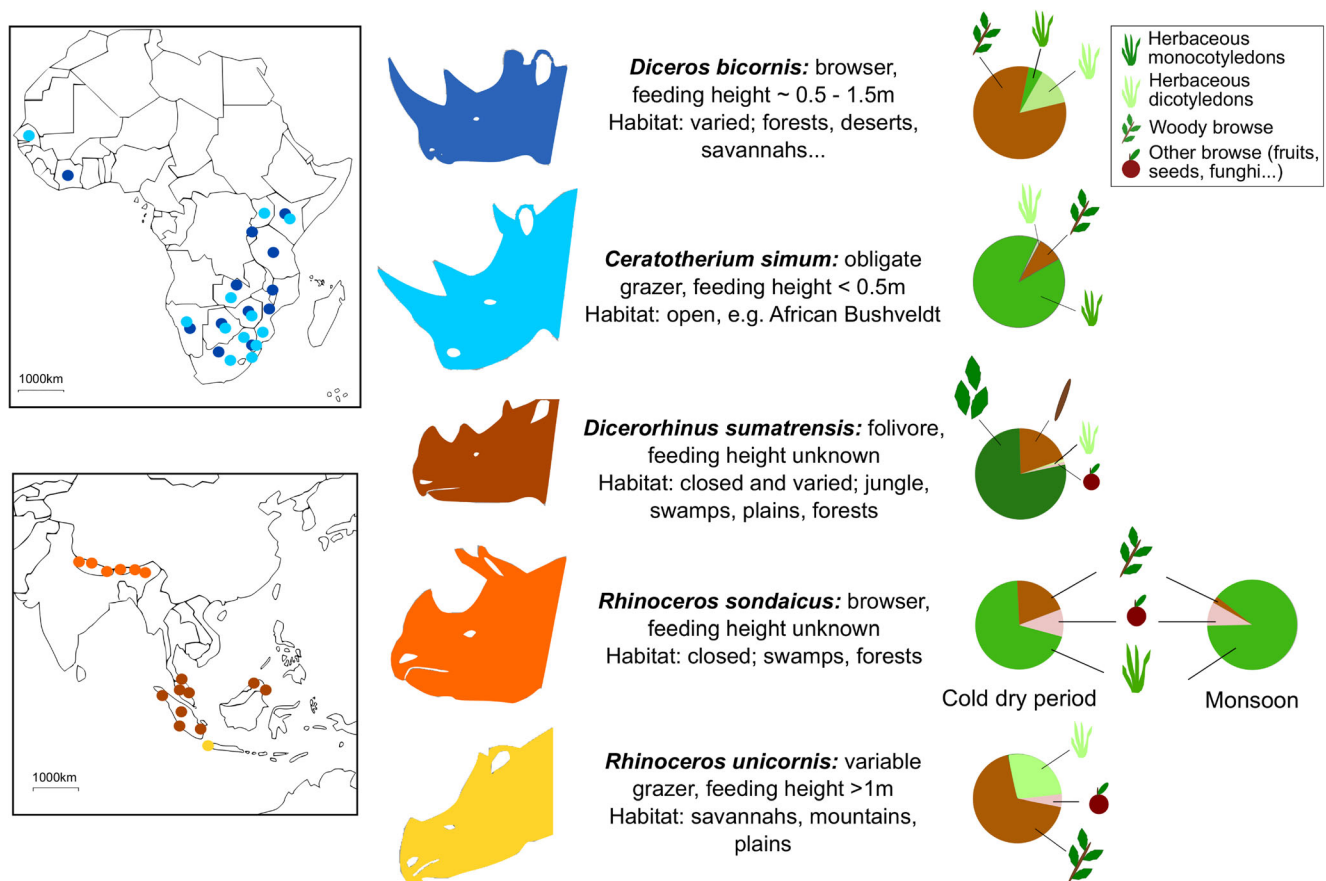 Diceros bicornis: browser,
feeding height ~ 0.5 - 1.5m
Habitat: varied; forests, deserts,
savannahs...
Herbaceous
monocotyledons
Herbaceous
dicotyledons
Woody browse
Other browse (fruits,
seeds, funghi...)
1000km
Ceratotherium simum: obligate
grazer, feeding height < 0.5m
Habitat: open, e.g. African Bushveldt
Dicerorhinus sumatrensis: folivore,
feeding height unknown
Habitat: closed and varied; jungle,
swamps, plains, forests
1000km
Rhinoceros sondaicus: browser,
feeding height unknown
Habitat: closed; swamps, forests
Cold dry period
Monsoon
Rhinoceros unicornis: variable
grazer, feeding height >1m
Habitat: savannahs, mountains,
plains